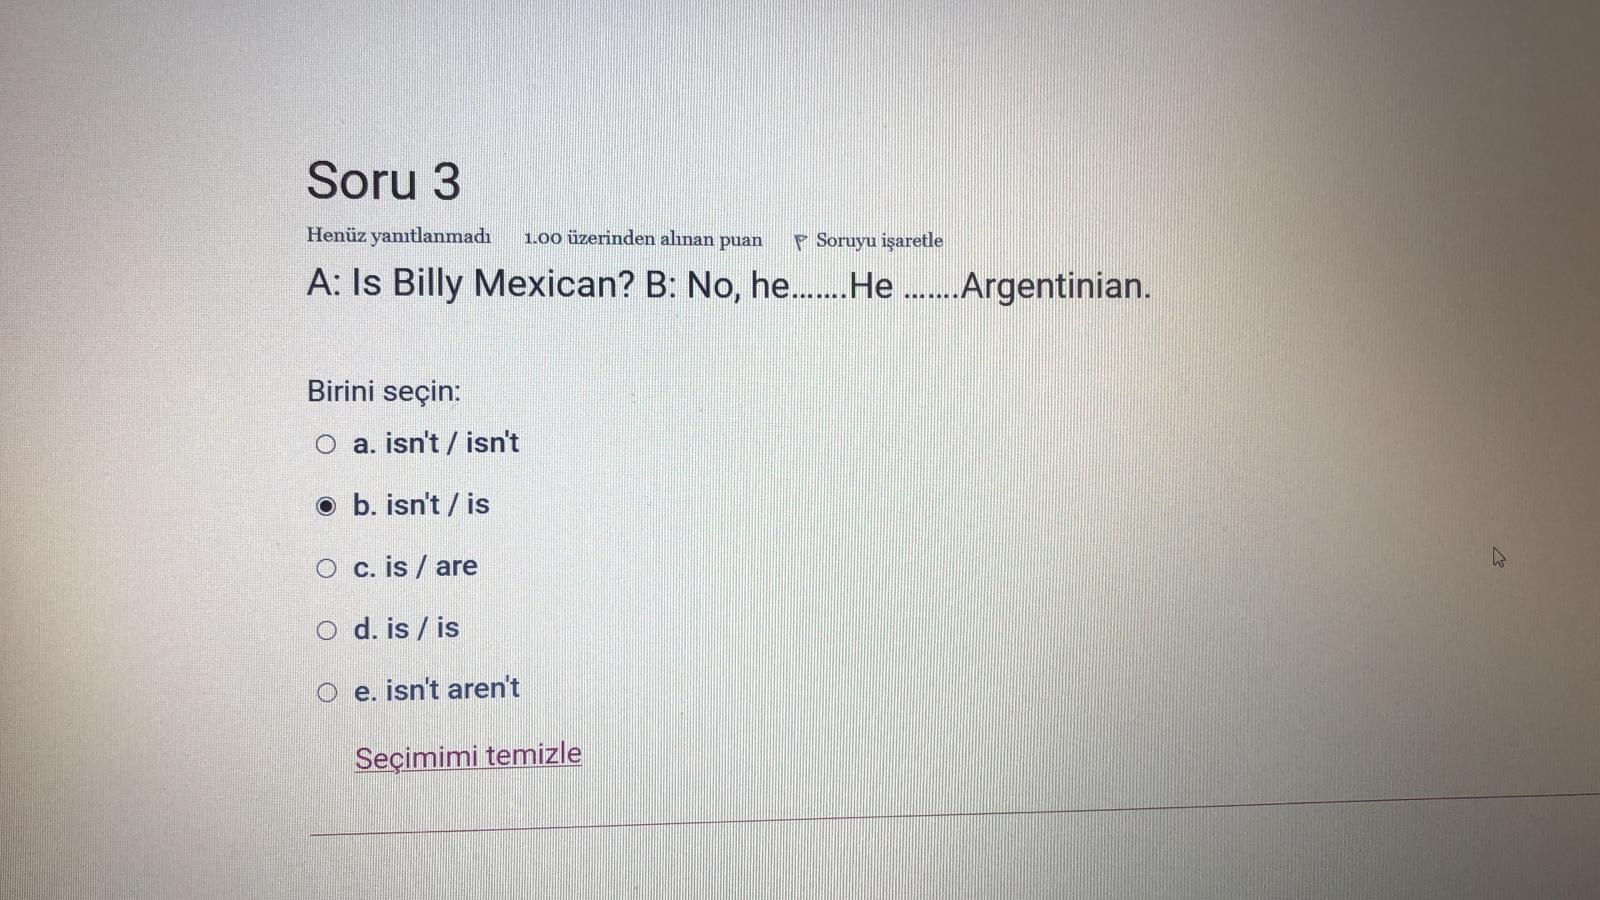 Soru 3
Henüz yanıtlanmadı 1.00 üzerinden alınan puan Soruyu işaretle
A: Is Billy Mexican? B: No, he.......He .......Argentinian.
Birini seçin:
a. isn't / isn't
b. isn't / is
c. is / are
d. is / is
e. isn't aren't
Seçimimi temizle